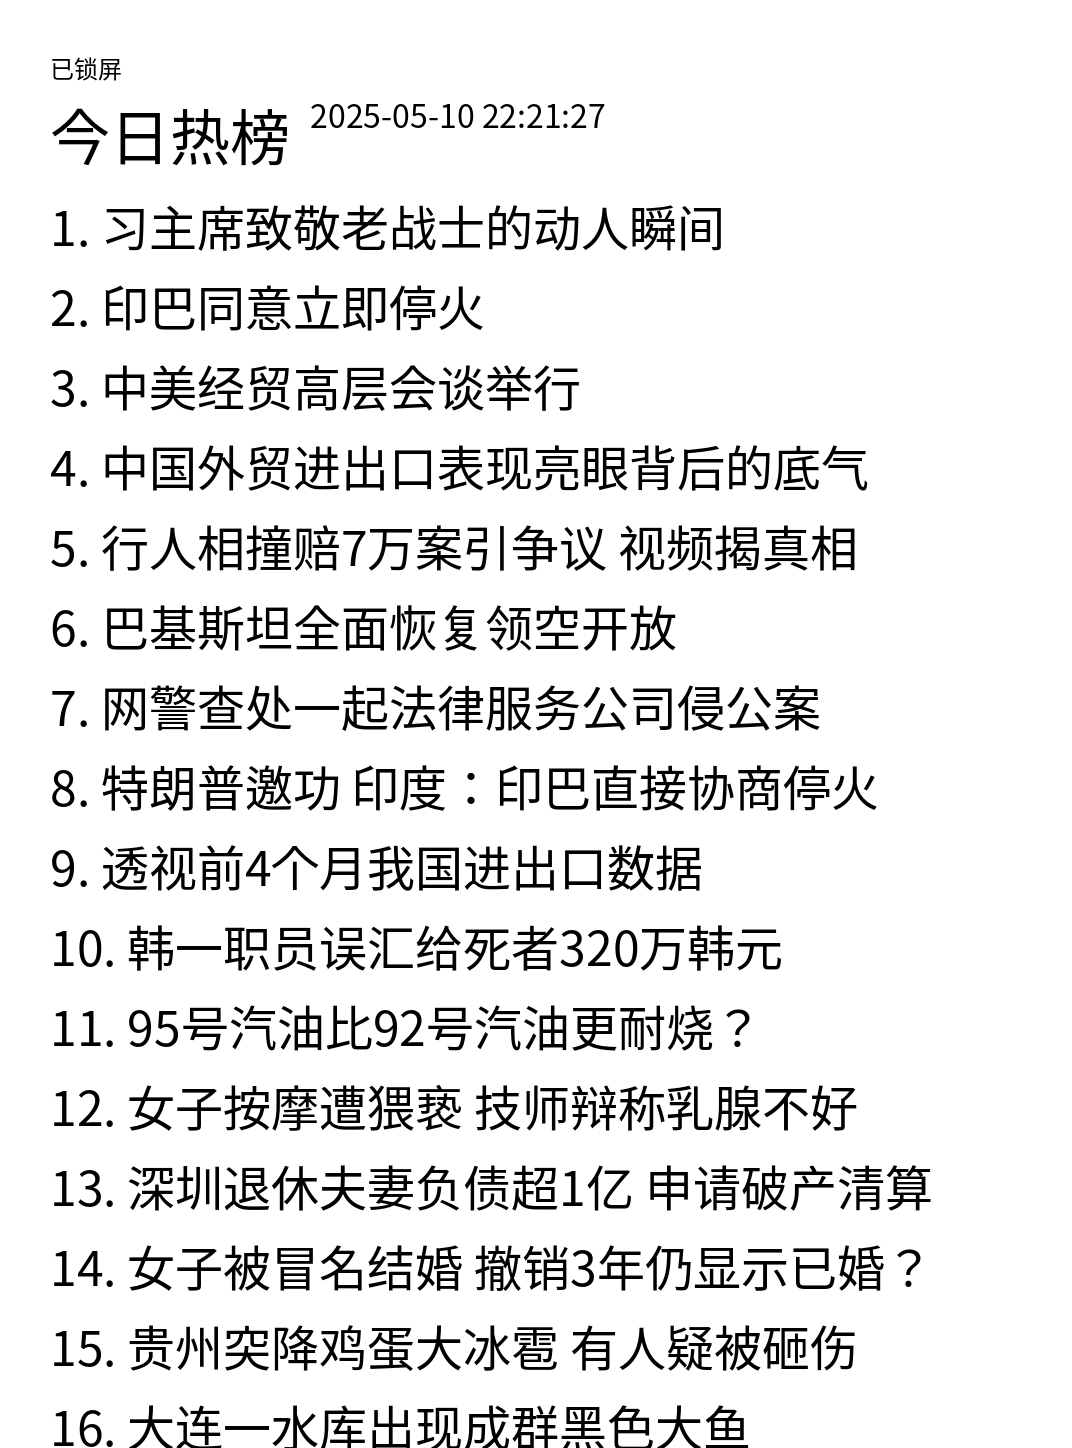 已锁屏
今日热榜 2025-05-10 22:21:27
1. 习主席致敬老战士的动人瞬间
2. 印巴同意立即停火
3. 中美经贸高层会谈举行
4. 中国外贸进出口表现亮眼背后的底气
5. 行人相撞赔7万案引争议 视频揭真相
6. 巴基斯坦全面恢复领空开放
7. 网警查处一起法律服务公司侵公案
8. 特朗普邀功 印度：印巴直接协商停火
9. 透视前4个月我国进出口数据
10. 韩一职员误汇给死者320万韩元
11. 95号汽油比92号汽油更耐烧？
12. 女子按摩遭猥亵 技师辩称乳腺不好
13. 深圳退休夫妻负债超1亿 申请破产清算
14. 女子被冒名结婚 撤销3年仍显示已婚？
15. 贵州突降鸡蛋大冰雹 有人疑被砸伤
16. 大连一水库出现成群黑色大鱼